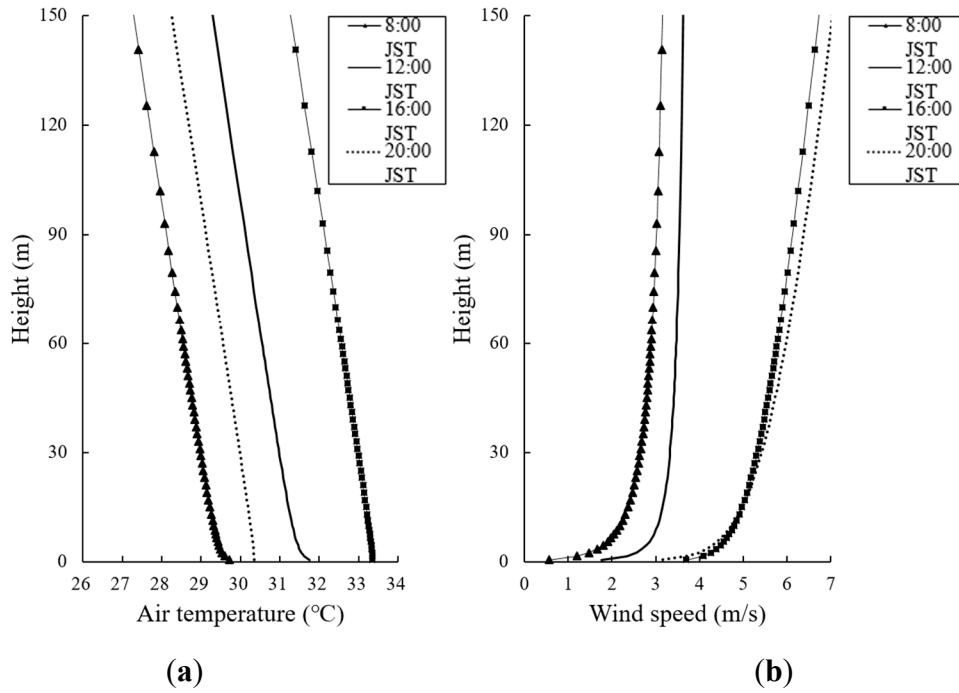 150
120
90
60
30
0
Height (m)
26 27 28 29 30 31 32 33 34
Air temperature (°C)
8:00
JST
12:00
JST
16:00
JST
20:00
JST
(a)
150
120
90
60
30
0
Height (m)
0 1 2 3 4 5 6 7
Wind speed (m/s)
8:00
JST
12:00
JST
16:00
JST
20:00
JST
(b)